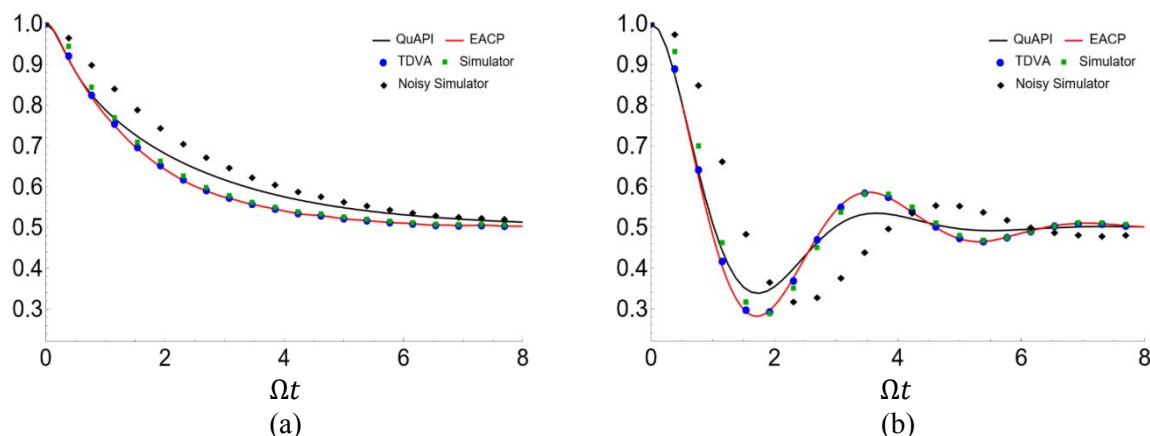 1.0
0.9
0.8
0.7
0.6
0.5
0.4
0.3
0 2 4 6 8
QuAPI EACP
TDVA Simulator
Noisy Simulator
Ωt
(a)
1.0
0.9
0.8
0.7
0.6
0.5
0.4
0.3
0 2 4 6 8
QuAPI EACP
TDVA Simulator
Noisy Simulator
Ωt
(b)